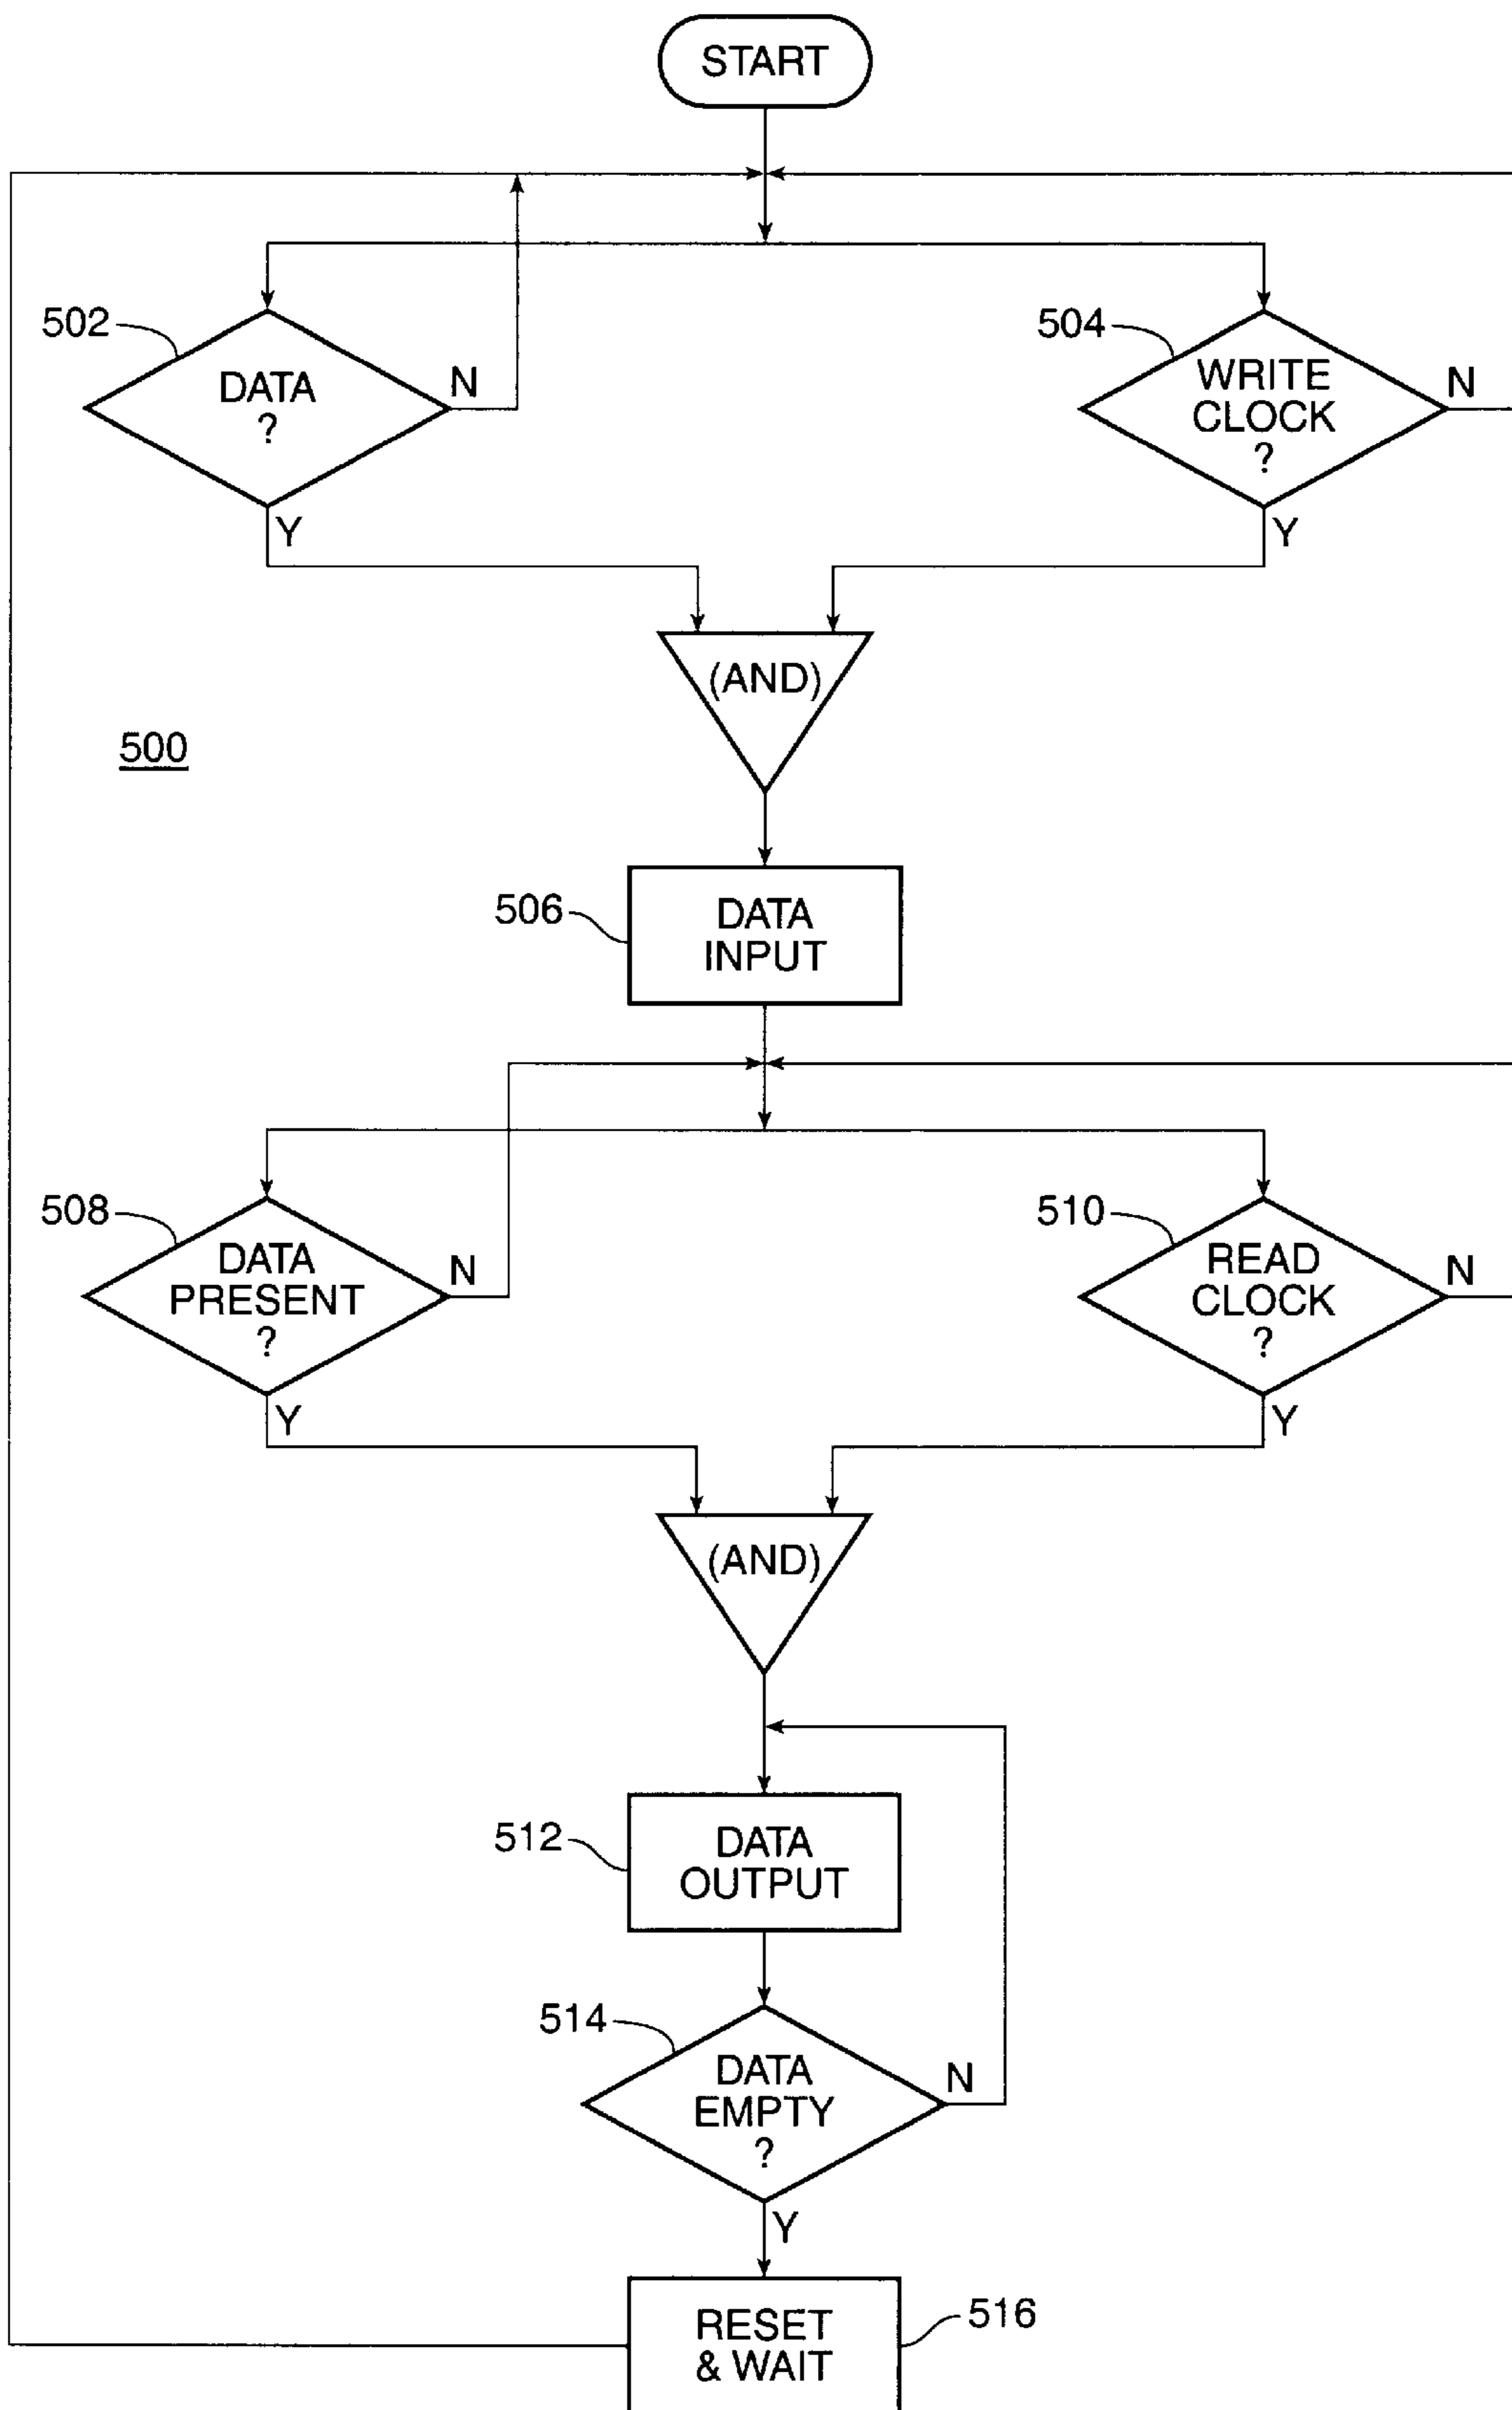 START
502
DATA
?
N
Y
504
WRITE
CLOCK
?
N
Y
(AND)
500
506
DATA
INPUT
508
DATA
PRESENT
?
N
Y
510
READ
CLOCK
?
N
Y
(AND)
512
DATA
OUTPUT
514
DATA
EMPTY
?
N
Y
516
RESET
& WAIT